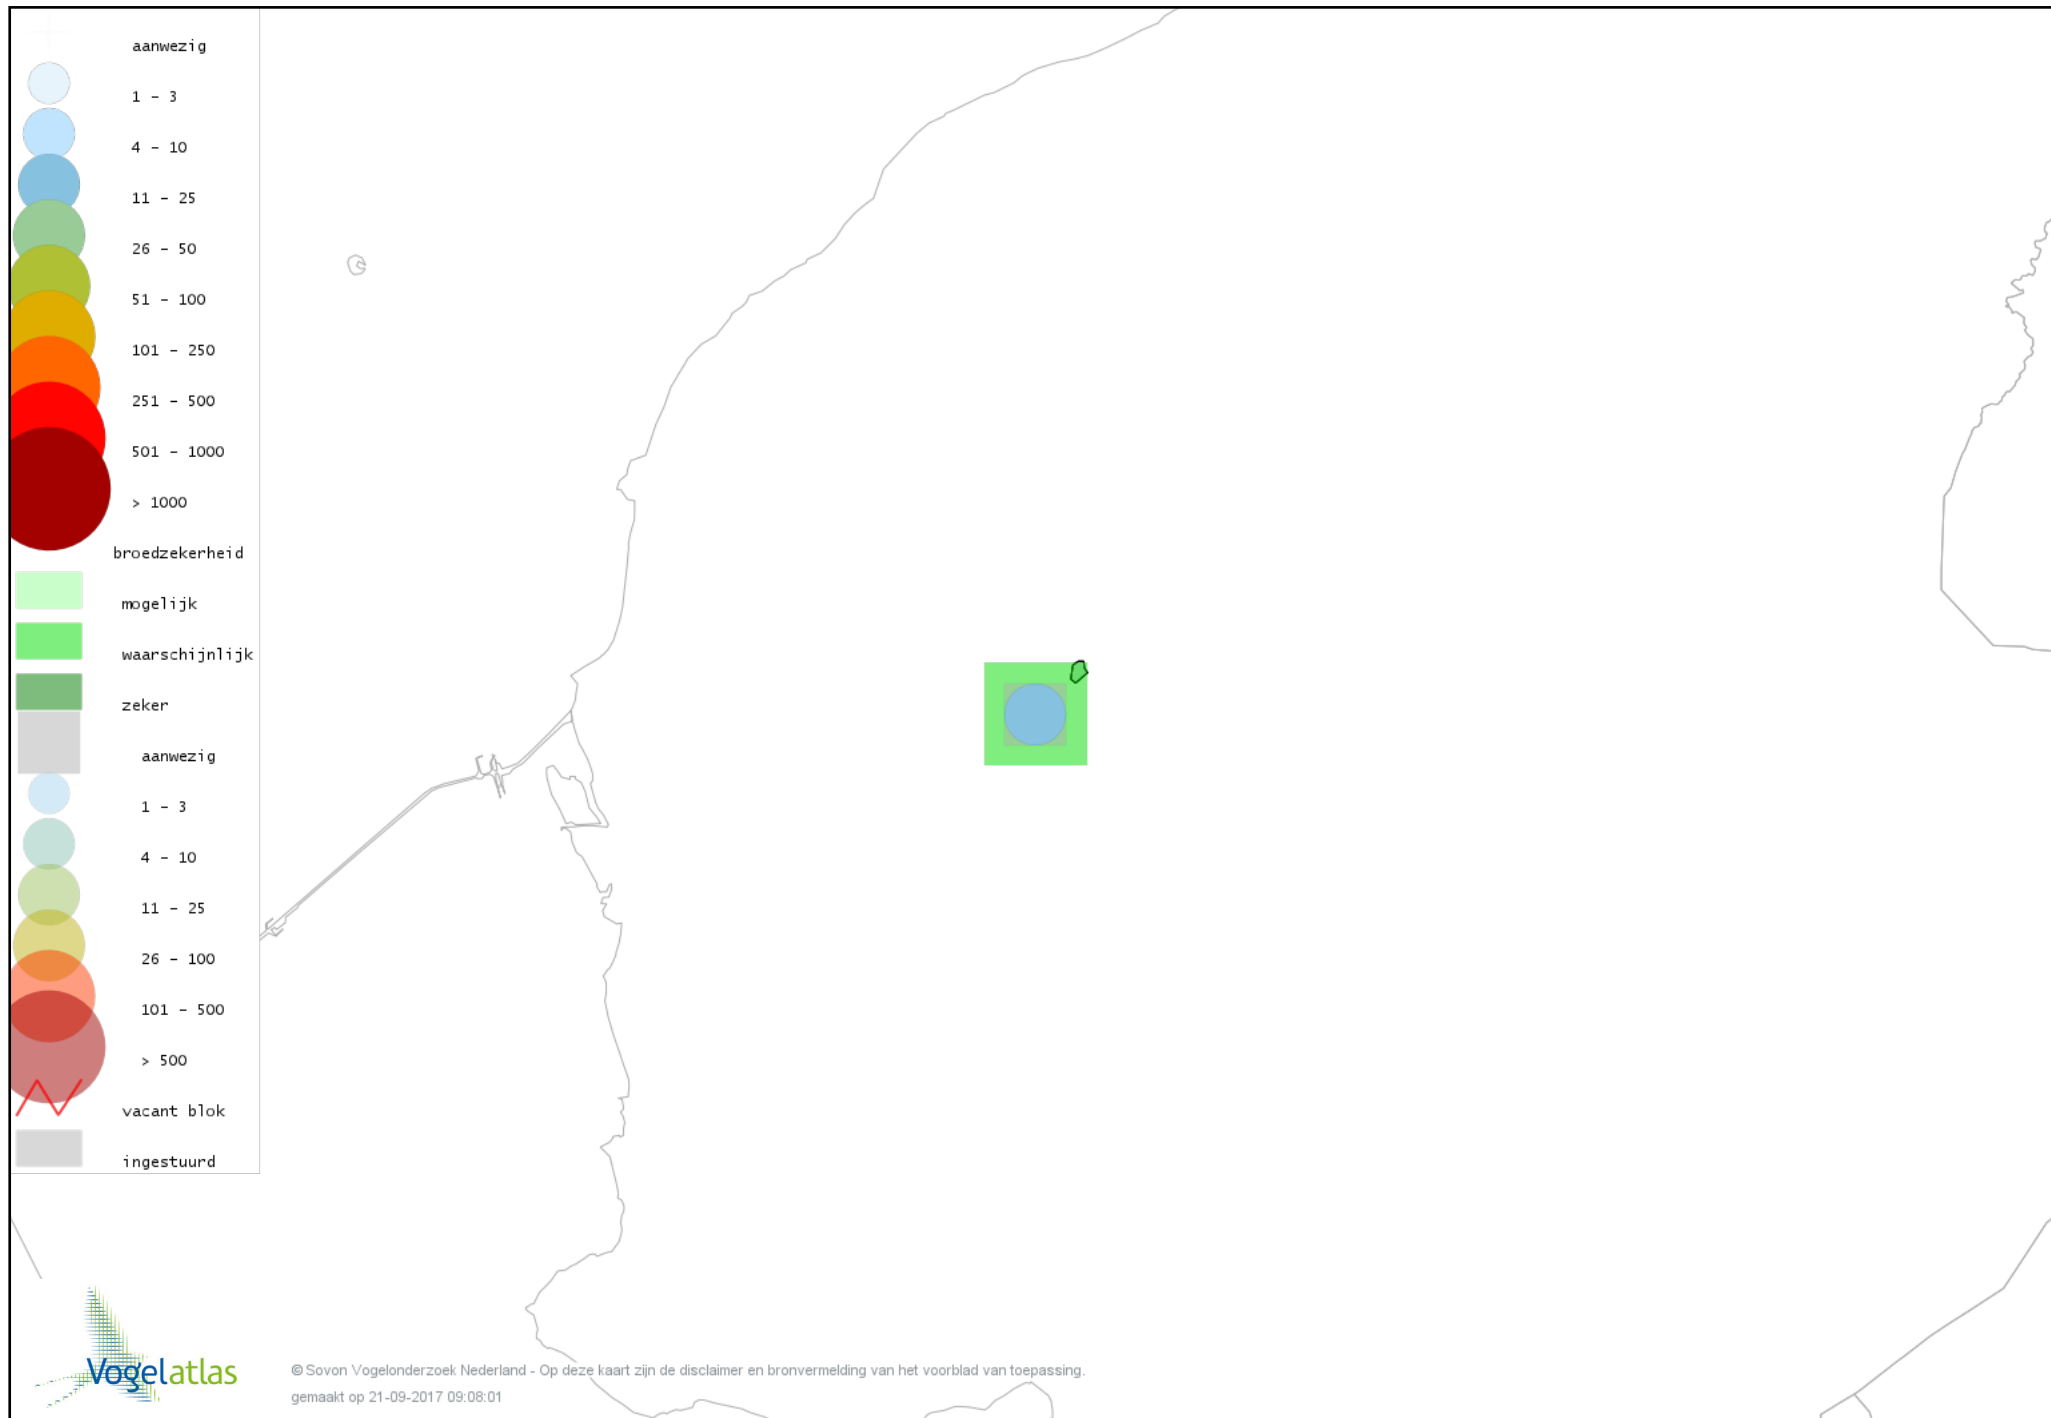 aanwezig
1 - 3
4 - 10
11 - 25
26 - 50
51 - 100
101 - 250
251 - 500
501 - 1000
> 1000
broedzekerheid
mogelijk
waarschijnlijk
zeker
aanwezig
1 - 3
4 - 10
11 - 25
26 - 100
101 - 500
> 500
vacant blok
ingestuurd
Vogelatlas
© Sovon Vogelonderzoek Nederland - Op deze kaart zijn de disclaimer en bronvermelding van het voorblad van toepassing.
gemaakt op 21-09-2017 09:08:01